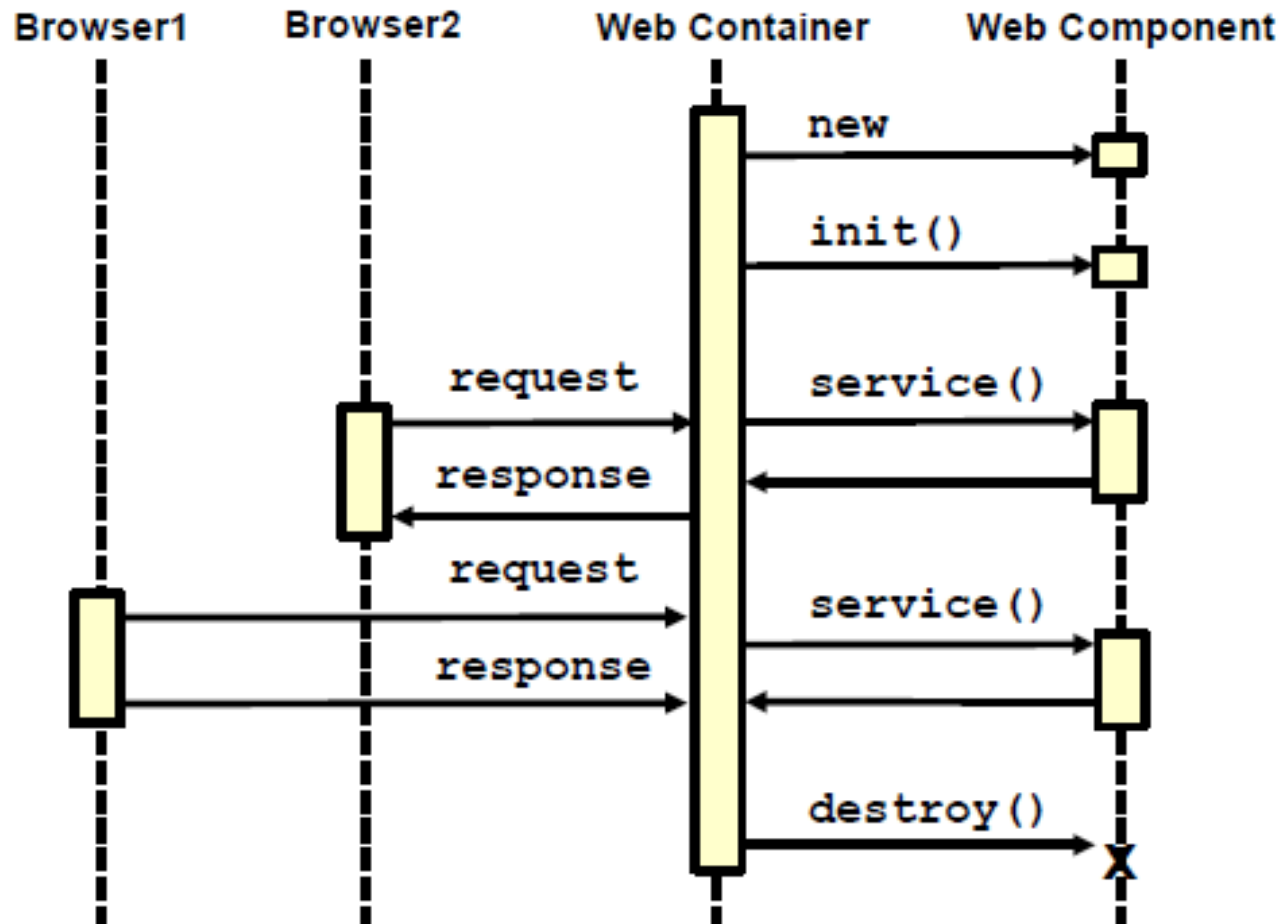 Browser1 Browser2 Web Container Web Component
new
init()
request service()
response
request
service()
response
destroy()
X